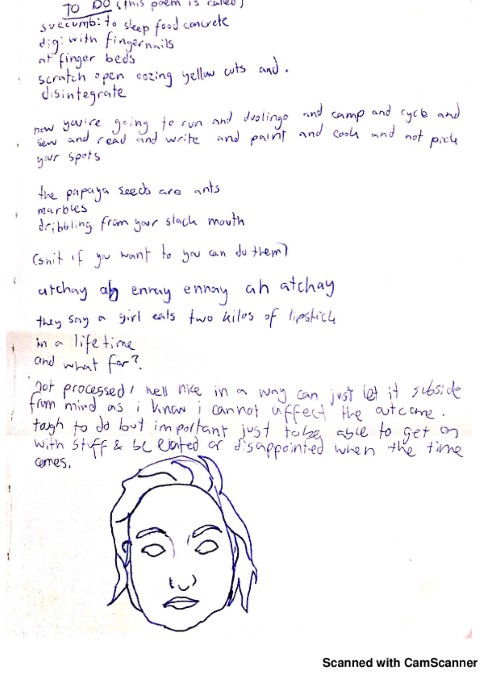 TO DO (this poem is called)
succumb: to sleep food concrete
dig: with fingernails
at finger beds
scratch open oozing yellow cuts and .
disintegrate
now you're going to run and duolingo and camp and cycle and
sew and read and write and paint and cook and not pick
your spots
the papaya seeds are ants
marbles
dribbling from your slack mouth
(shit if you want to you can do them)
atchay ah ennay ennay ah atchay
they say a girl eats two kilos of lipstick
in a lifetime
and what for?
not processed / well nice in a way can just let it subside
from mind as i know i cannot affect the outcome.
tough to do but important just to be able to get on
with stuff & be elated or disappointed when the time
comes.
Scanned with CamScanner